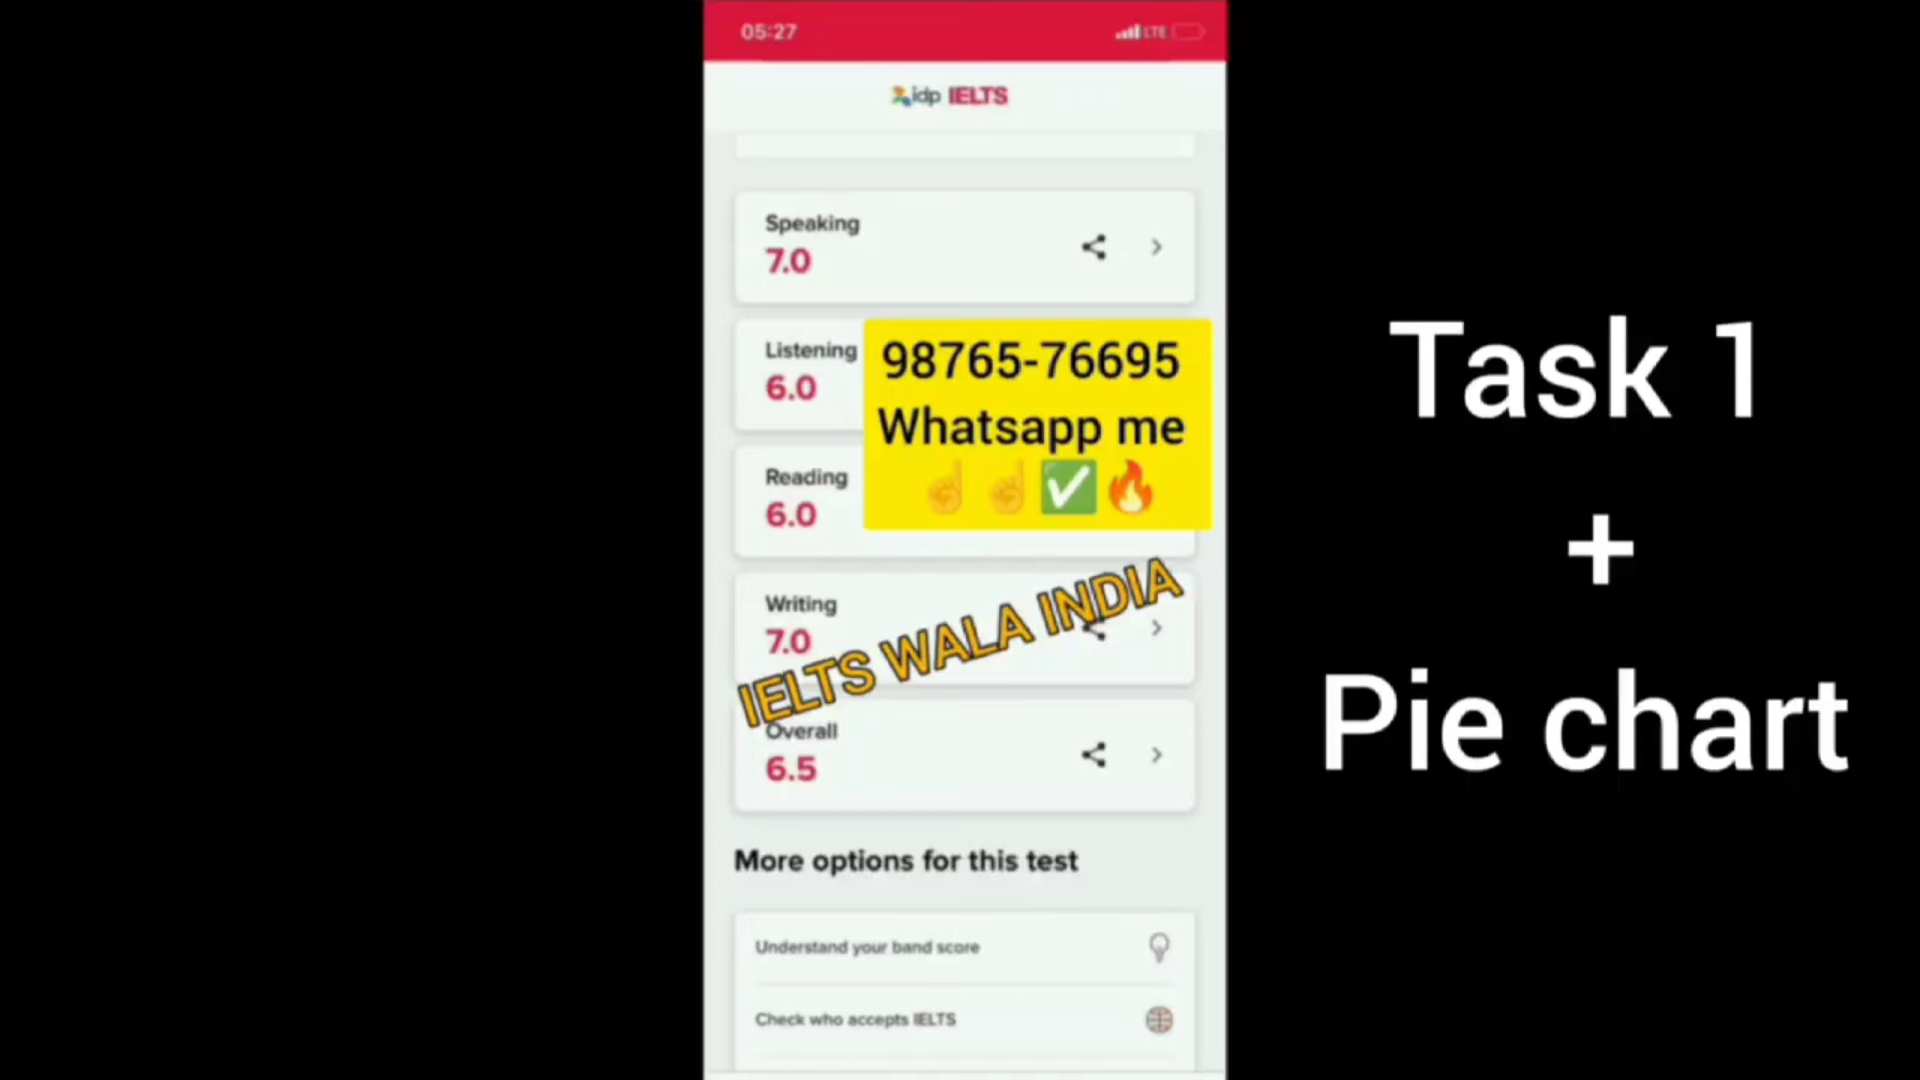 05:27
LTE
idp IELTS
Speaking
7.0
Listening
6.0
98765-76695
Whatsapp me
☝️☝️✅🔥
Reading
6.0
Writing
7.0
IELTS WALA INDIA
Overall
6.5
More options for this test
Understand your band score
Check who accepts IELTS
Task 1
+
Pie chart